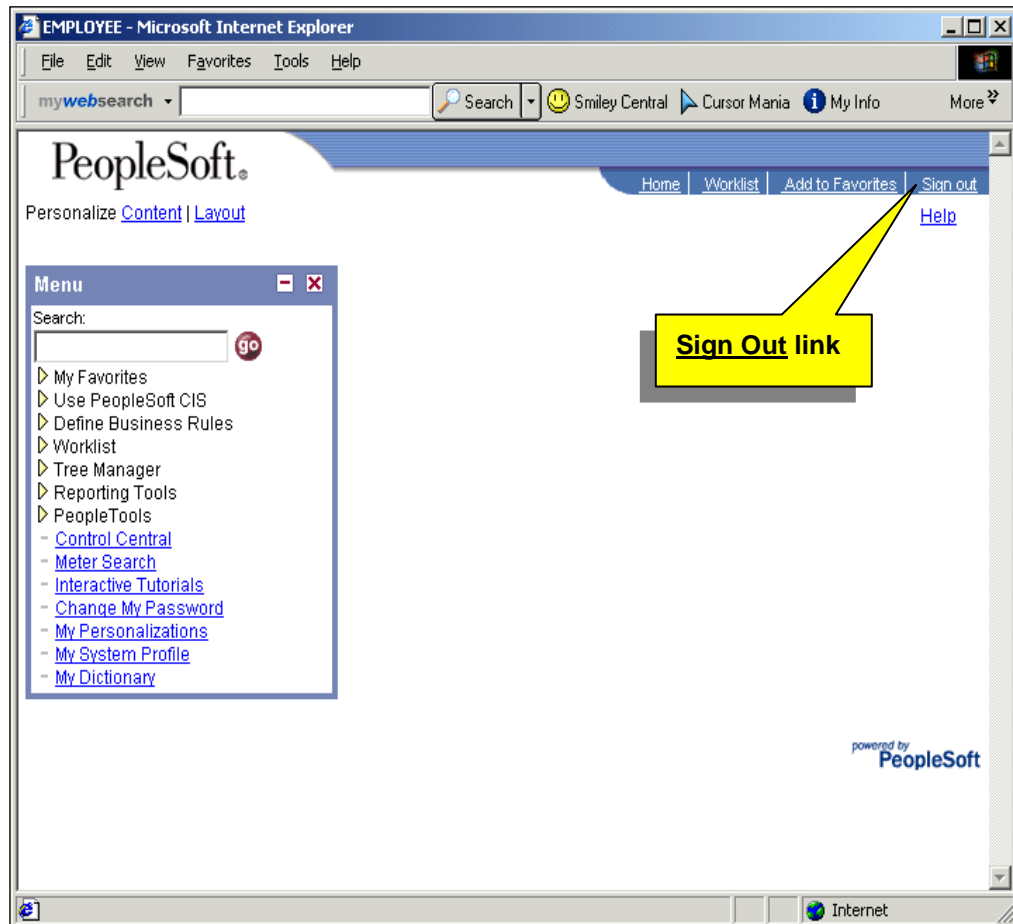 EMPLOYEE - Microsoft Internet Explorer
File Edit View Favorites Tools Help
mywebsearch Search Smiley Central Cursor Mania My Info More
PeopleSoft®
Home Worklist Add to Favorites Sign out
Personalize Content | Layout
Help
Menu
Search:
go
Sign Out link
My Favorites
Use PeopleSoft CIS
Define Business Rules
Worklist
Tree Manager
Reporting Tools
PeopleTools
Control Central
Meter Search
Interactive Tutorials
Change My Password
My Personalizations
My System Profile
My Dictionary
powered by
PeopleSoft
Internet